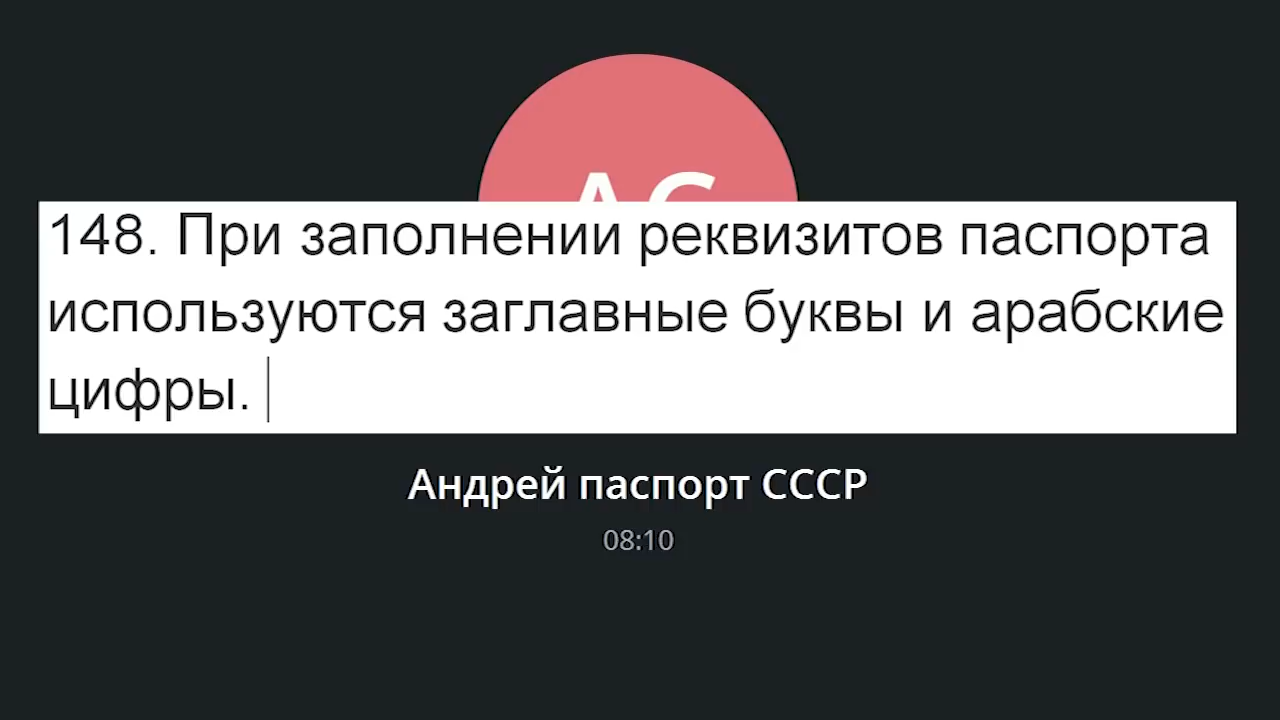 АС
148. При заполнении реквизитов паспорта
используются заглавные буквы и арабские
цифры.
Андрей паспорт СССР
08:10